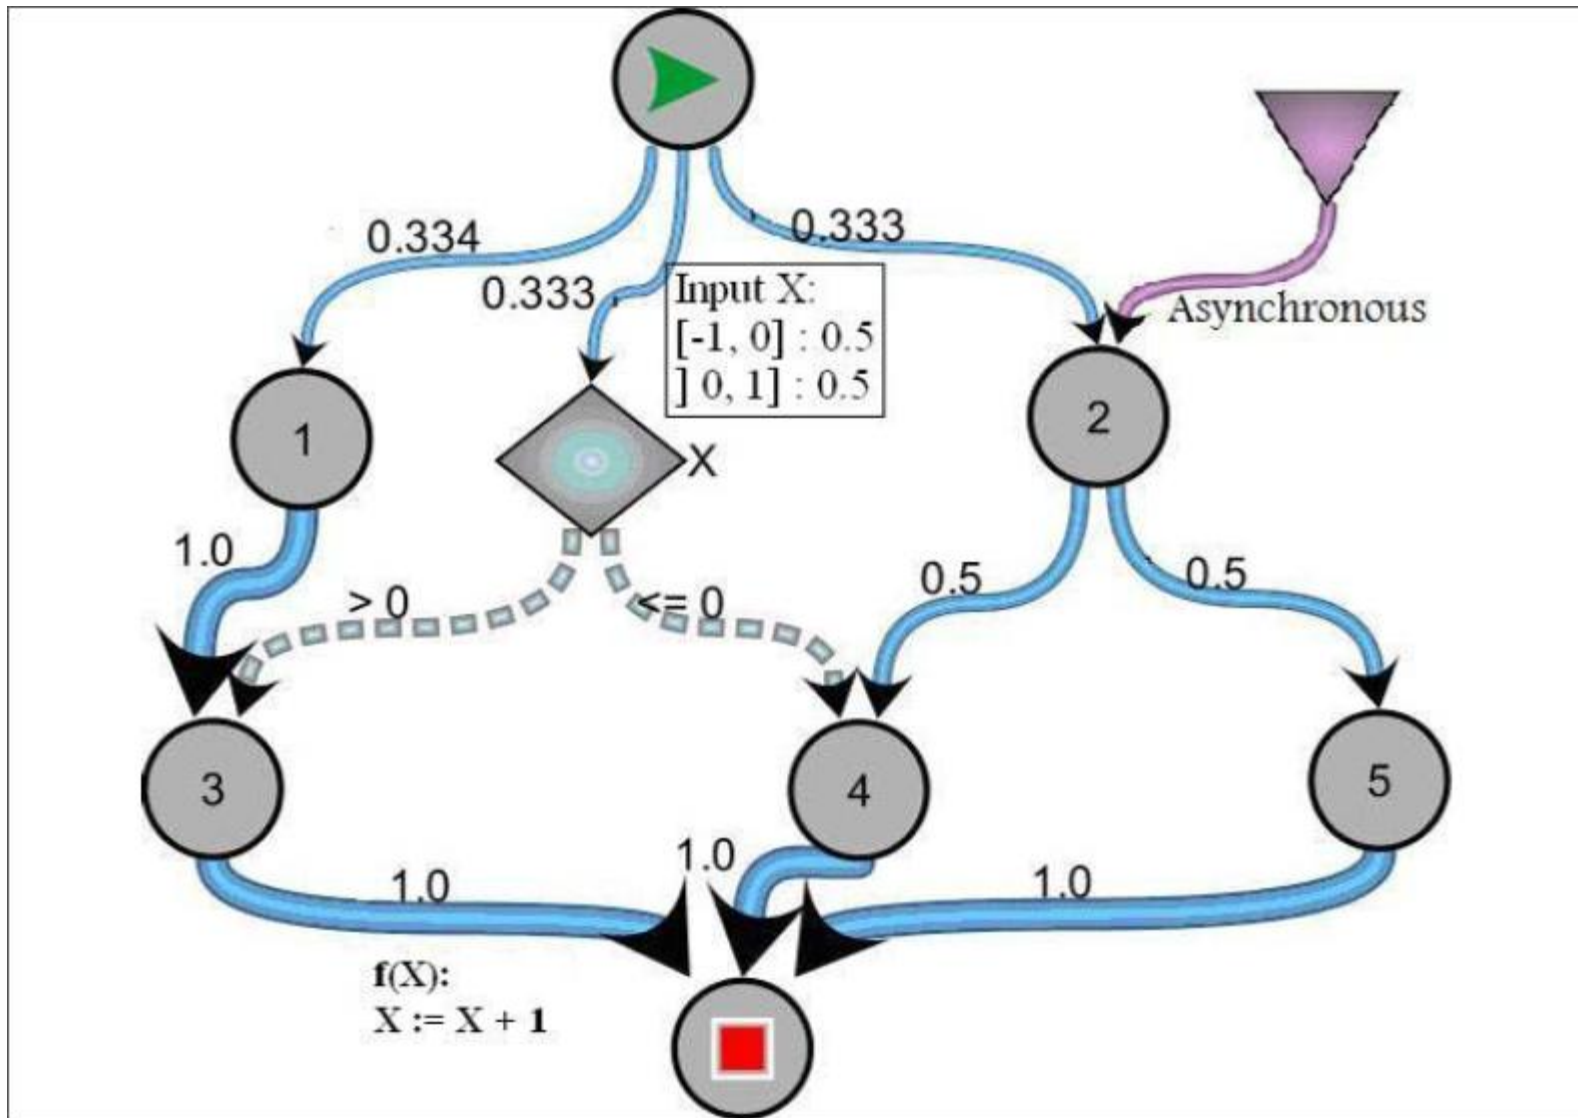 0.334
0.333
0.333
Input X:
[-1, 0] : 0.5
] 0, 1] : 0.5
Asynchronous
1
X
2
1.0
> 0
<= 0
0.5
0.5
3
4
5
1.0
1.0
1.0
f(X):
X := X + 1